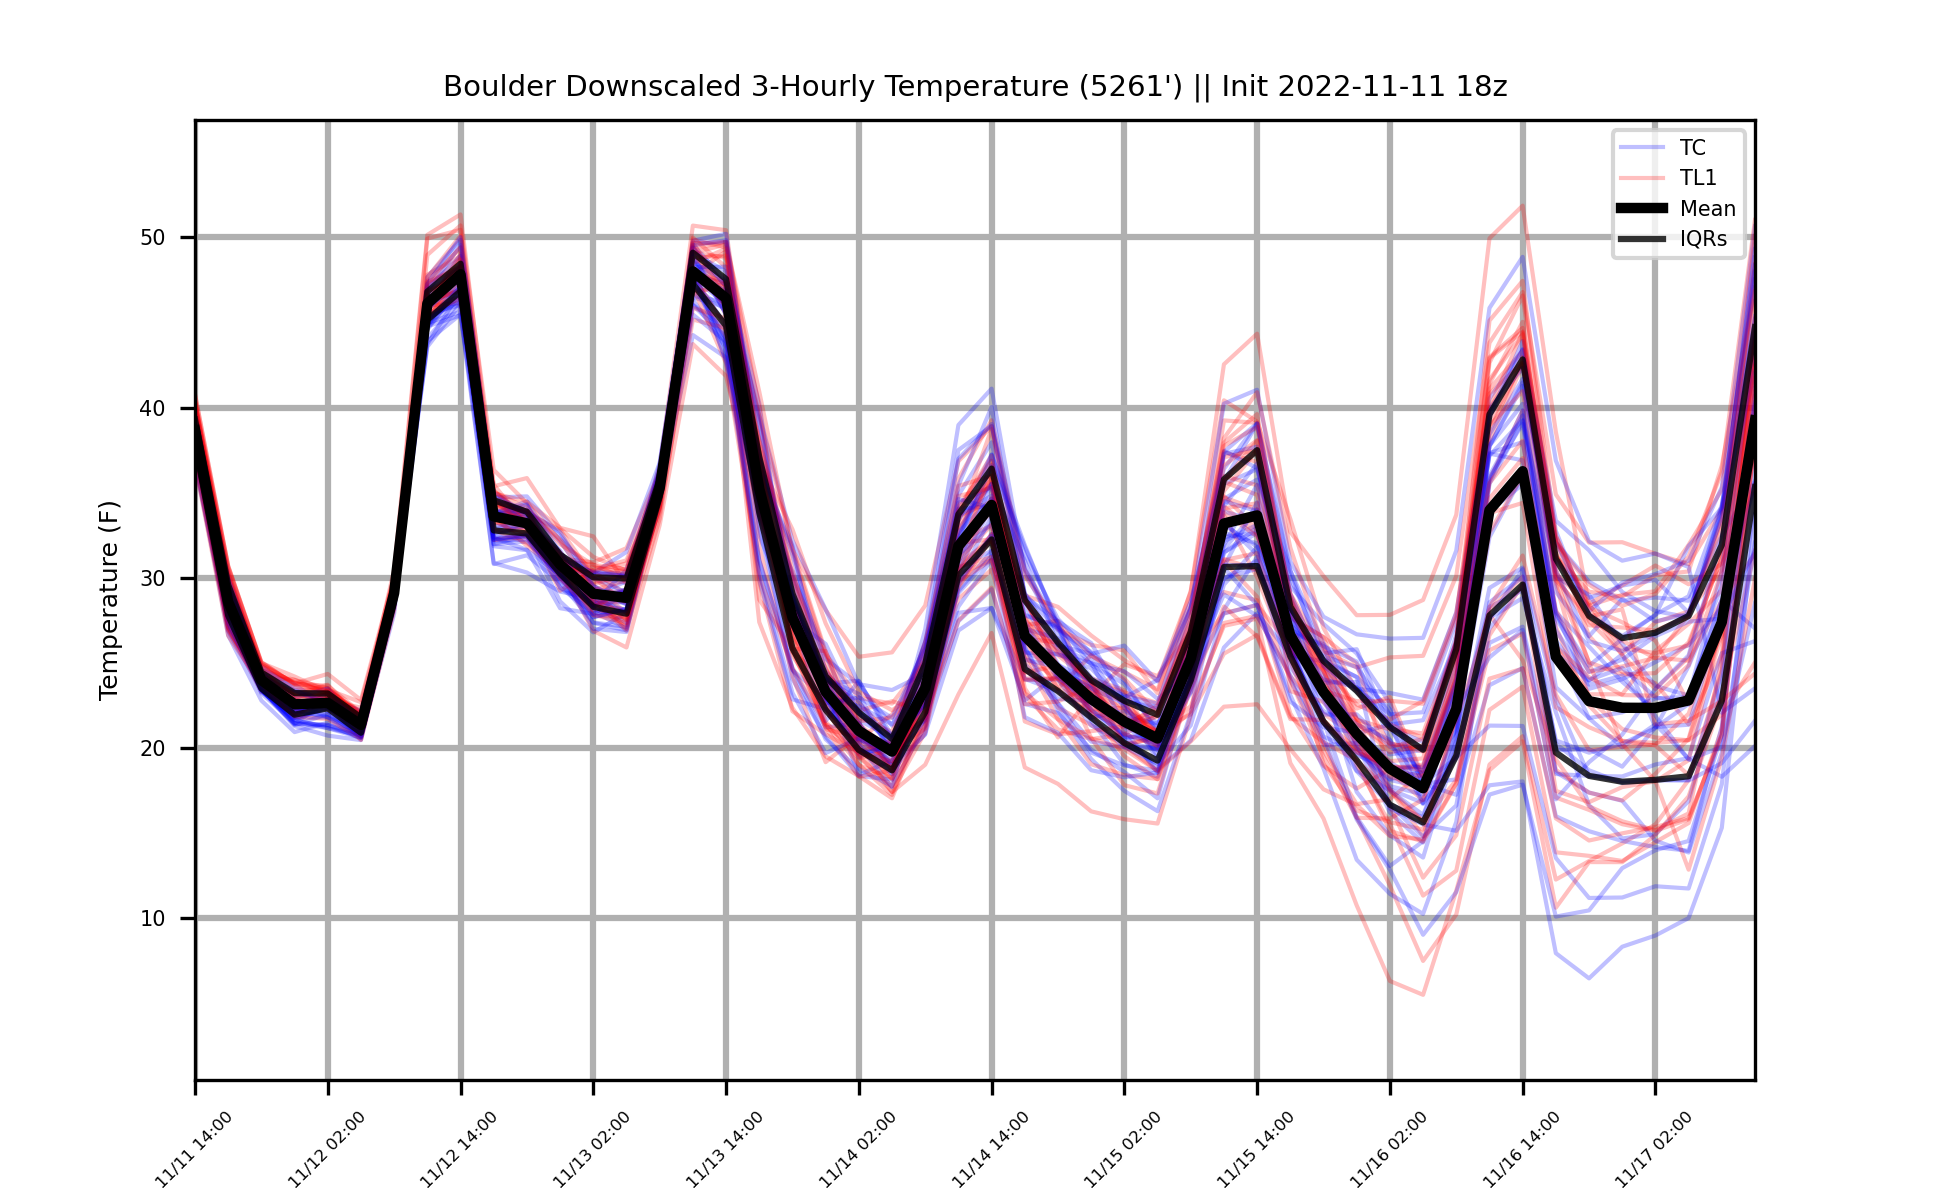 Boulder Downscaled 3-Hourly Temperature (5261') || Init 2022-11-11 18z
TC
TL1
Mean
IQRs
Temperature (F)
50
40
30
20
10
11/11 14:00
11/12 02:00
11/12 14:00
11/13 02:00
11/13 14:00
11/14 02:00
11/14 14:00
11/15 02:00
11/15 14:00
11/16 02:00
11/16 14:00
11/17 02:00